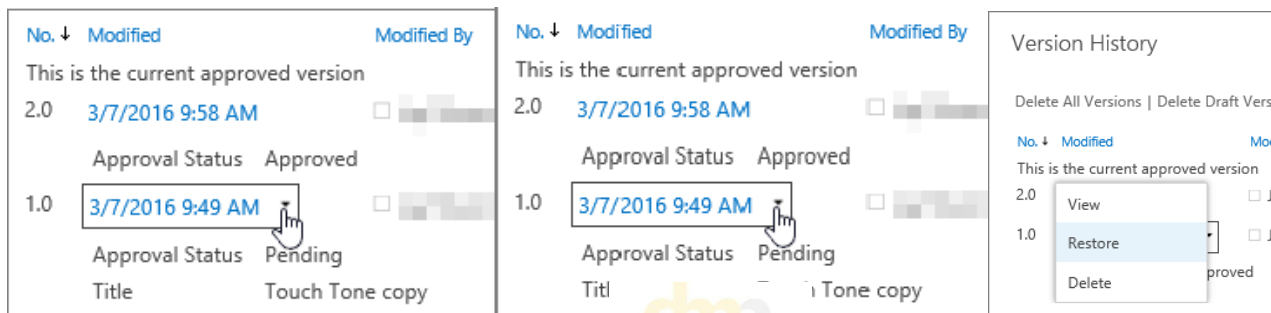 No. Modified Modified By
This is the current approved version
2.0 3/7/2016 9:58 AM
Approval Status Approved
1.0 3/7/2016 9:49 AM
Approval Status Pending
Title Touch Tone copy
No. Modified Modified By
This is the current approved version
2.0 3/7/2016 9:58 AM
Approval Status Approved
1.0 3/7/2016 9:49 AM
Approval Status Pending
Titl Tone copy
Version History
Delete All Versions | Delete Draft Vers
No. Modified Mo
This is the current approved version
2.0 View J
1.0 Restore J
proved
Delete